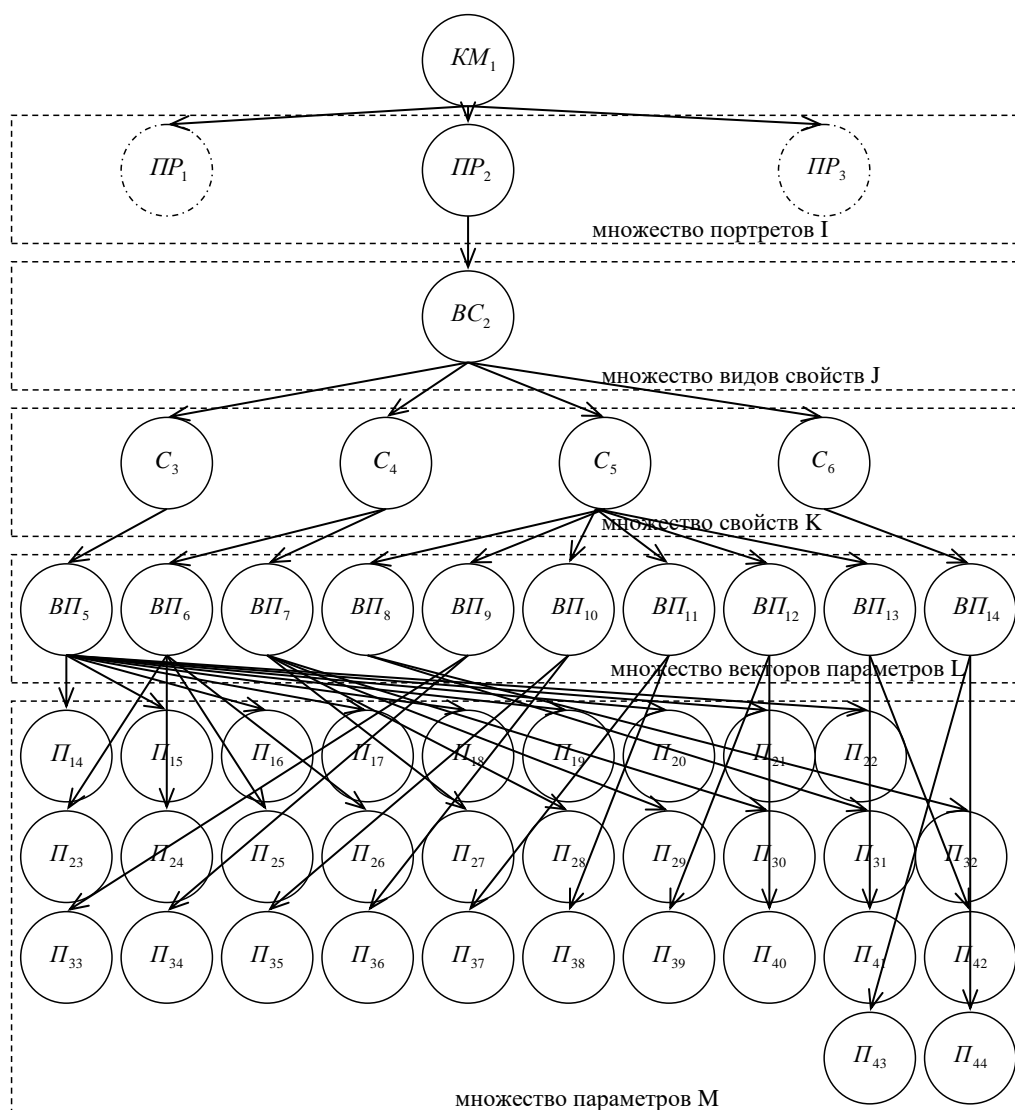 КМ₁
ПР₁ ПР₂ ПР₃
множество портретов I
ВС₂
множество видов свойств J
С₃ С₄ С₅ С₆
множество свойств K
ВП₅ ВП₆ ВП₇ ВП₈ ВП₉ ВП₁₀ ВП₁₁ ВП₁₂ ВП₁₃ ВП₁₄
множество векторов параметров L
П₁₄ П₁₅ П₁₆ П₁₇ П₁₈ П₁₉ П₂₀ П₂₁ П₂₂
П₂₃ П₂₄ П₂₅ П₂₆ П₂₇ П₂₈ П₂₉ П₃₀ П₃₁ П₃₂
П₃₃ П₃₄ П₃₅ П₃₆ П₃₇ П₃₈ П₃₉ П₄₀ П₄₁ П₄₂
П₄₃ П₄₄
множество параметров M